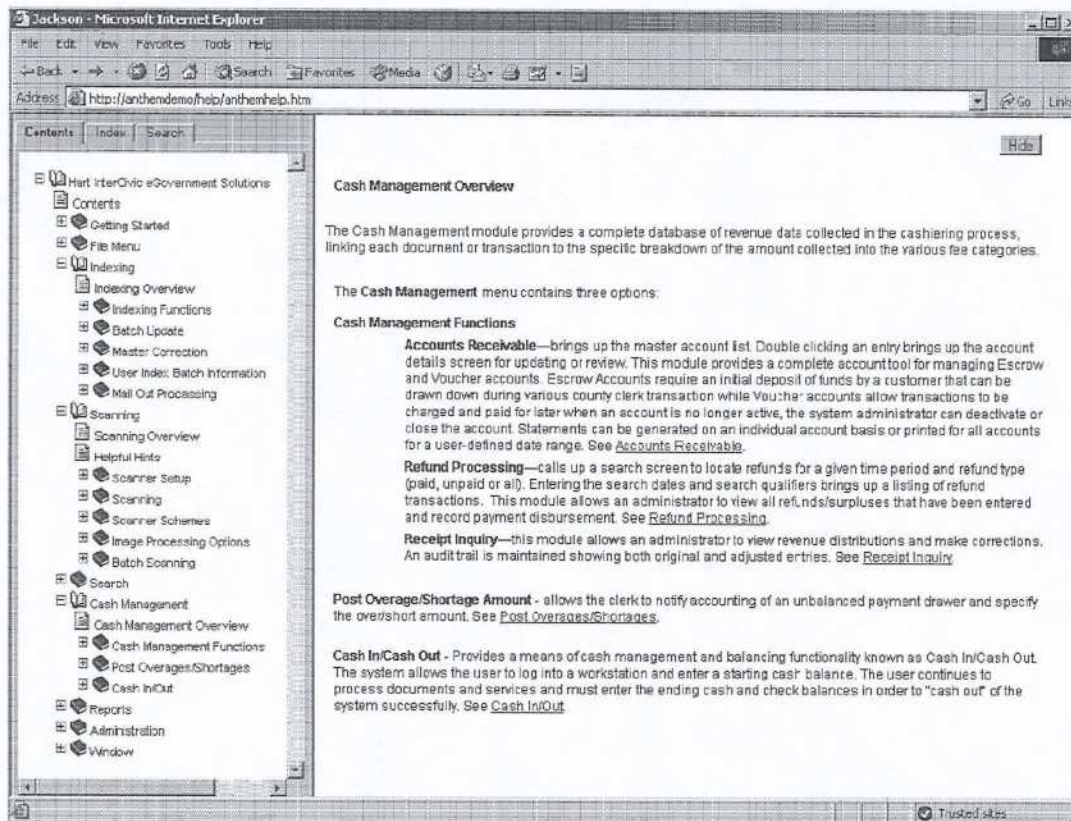 Jackson - Microsoft Internet Explorer
File Edit View Favorites Tools Help
Back Search Favorites Media
Address http://anthemdemo/help/anthemhelp.htm Go Links
Contents Index Search
Hide
Hart InterCivic eGovernment Solutions
Contents
Getting Started
File Menu
Indexing
Indexing Overview
Indexing Functions
Batch Update
Master Correction
User Index Batch Information
Mail Out Processing
Scanning
Scanning Overview
Helpful Hints
Scanner Setup
Scanning
Scanner Schemes
Image Processing Options
Batch Scanning
Search
Cash Management
Cash Management Overview
Cash Management Functions
Post Overages/Shortages
Cash In/Out
Reports
Administration
Window
Cash Management Overview
The Cash Management module provides a complete database of revenue data collected in the cashiering process,
linking each document or transaction to the specific breakdown of the amount collected into the various fee categories.
The Cash Management menu contains three options:
Cash Management Functions
Accounts Receivable—brings up the master account list. Double clicking an entry brings up the account
details screen for updating or review. This module provides a complete account tool for managing Escrow
and Voucher accounts. Escrow Accounts require an initial deposit of funds by a customer that can be
drawn down during various county clerk transaction while Voucher accounts allow transactions to be
charged and paid for later when an account is no longer active, the system administrator can deactivate or
close the account. Statements can be generated on an individual account basis or printed for all accounts
for a user-defined date range. See Accounts Receivable.
Refund Processing—calls up a search screen to locate refunds for a given time period and refund type
(paid, unpaid or all). Entering the search dates and search qualifiers brings up a listing of refund
transactions. This module allows an administrator to view all refunds/surpluses that have been entered
and record payment disbursement. See Refund Processing.
Receipt Inquiry—this module allows an administrator to view revenue distributions and make corrections.
An audit trail is maintained showing both original and adjusted entries. See Receipt Inquiry.
Post Overage/Shortage Amount - allows the clerk to notify accounting of an unbalanced payment drawer and specify
the over/short amount. See Post Overages/Shortages.
Cash In/Cash Out - Provides a means of cash management and balancing functionality known as Cash In/Cash Out.
The system allows the user to log into a workstation and enter a starting cash balance. The user continues to
process documents and services and must enter the ending cash and check balances in order to "cash out" of the
system successfully. See Cash In/Out.
Trusted sites